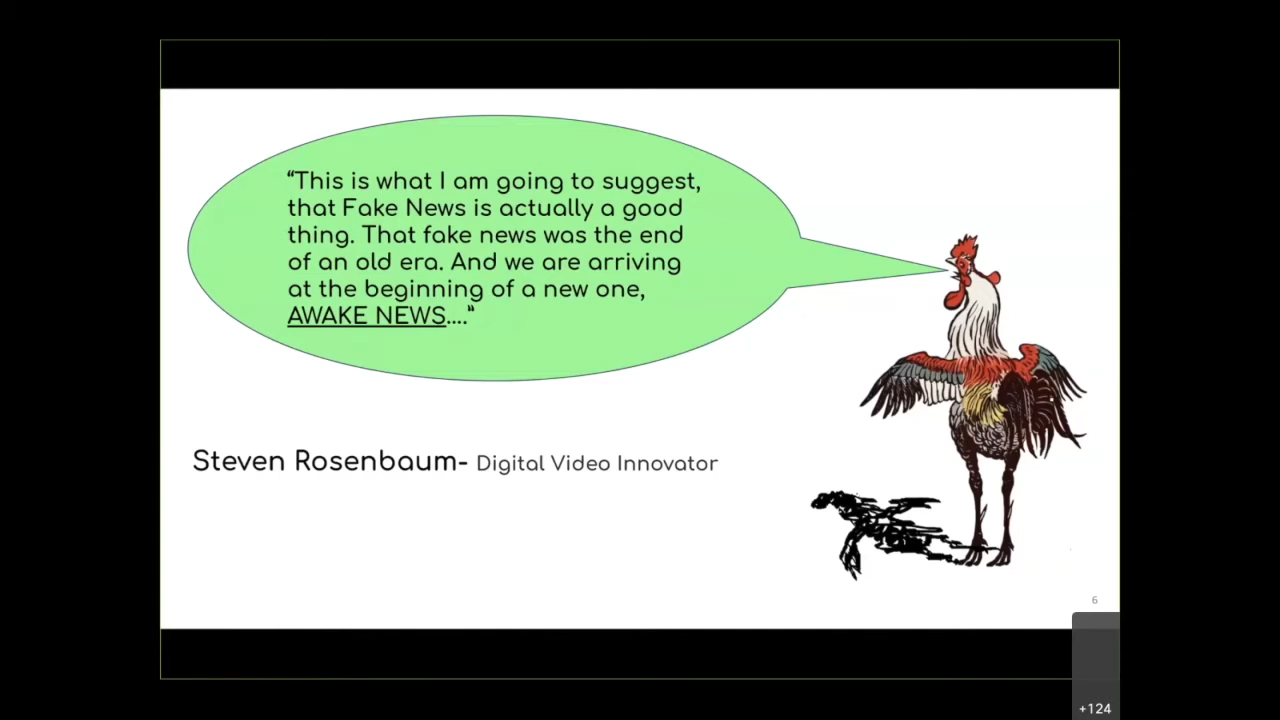 “This is what I am going to suggest,
that Fake News is actually a good
thing. That fake news was the end
of an old era. And we are arriving
at the beginning of a new one,
AWAKE NEWS....”
Steven Rosenbaum- Digital Video Innovator
6
+124